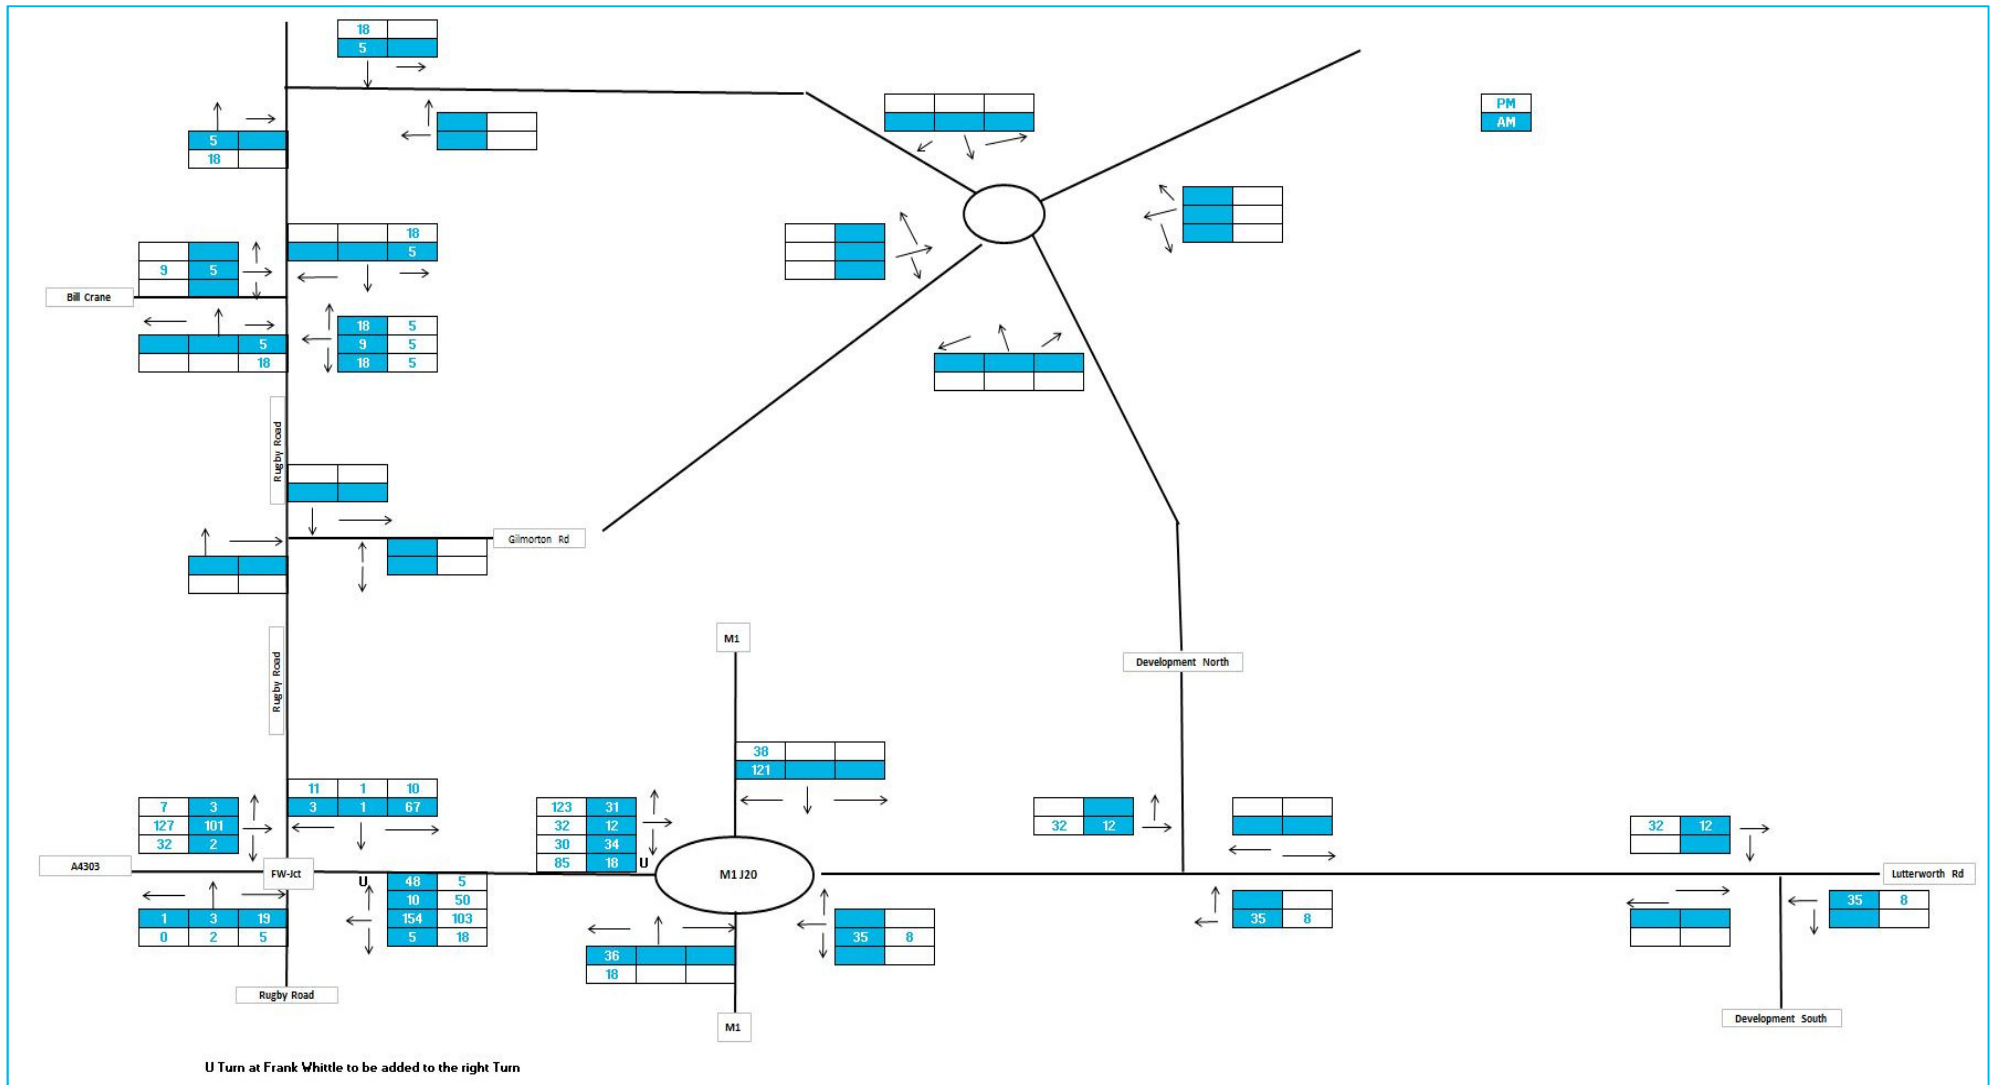 18
5
PM
AM
5
18
18
5
9 5
Bill Crane
18 5
9 5
18 5
5
18
Rugby Road
Gilmorton Rd
Rugby Road
M1
Development North
38
121
11 1 10
3 1 67
7 3
127 101
32 2
123 31
32 12
30 34
85 18 U
32 12
32 12
A4303
FW-Jct
M1 J20
Lutterworth Rd
U
48 5
10 50
154 103
5 18
1 3 19
0 2 5
35 8
35 8
35 8
36
18
Rugby Road
M1
Development South
U Turn at Frank Whittle to be added to the right Turn